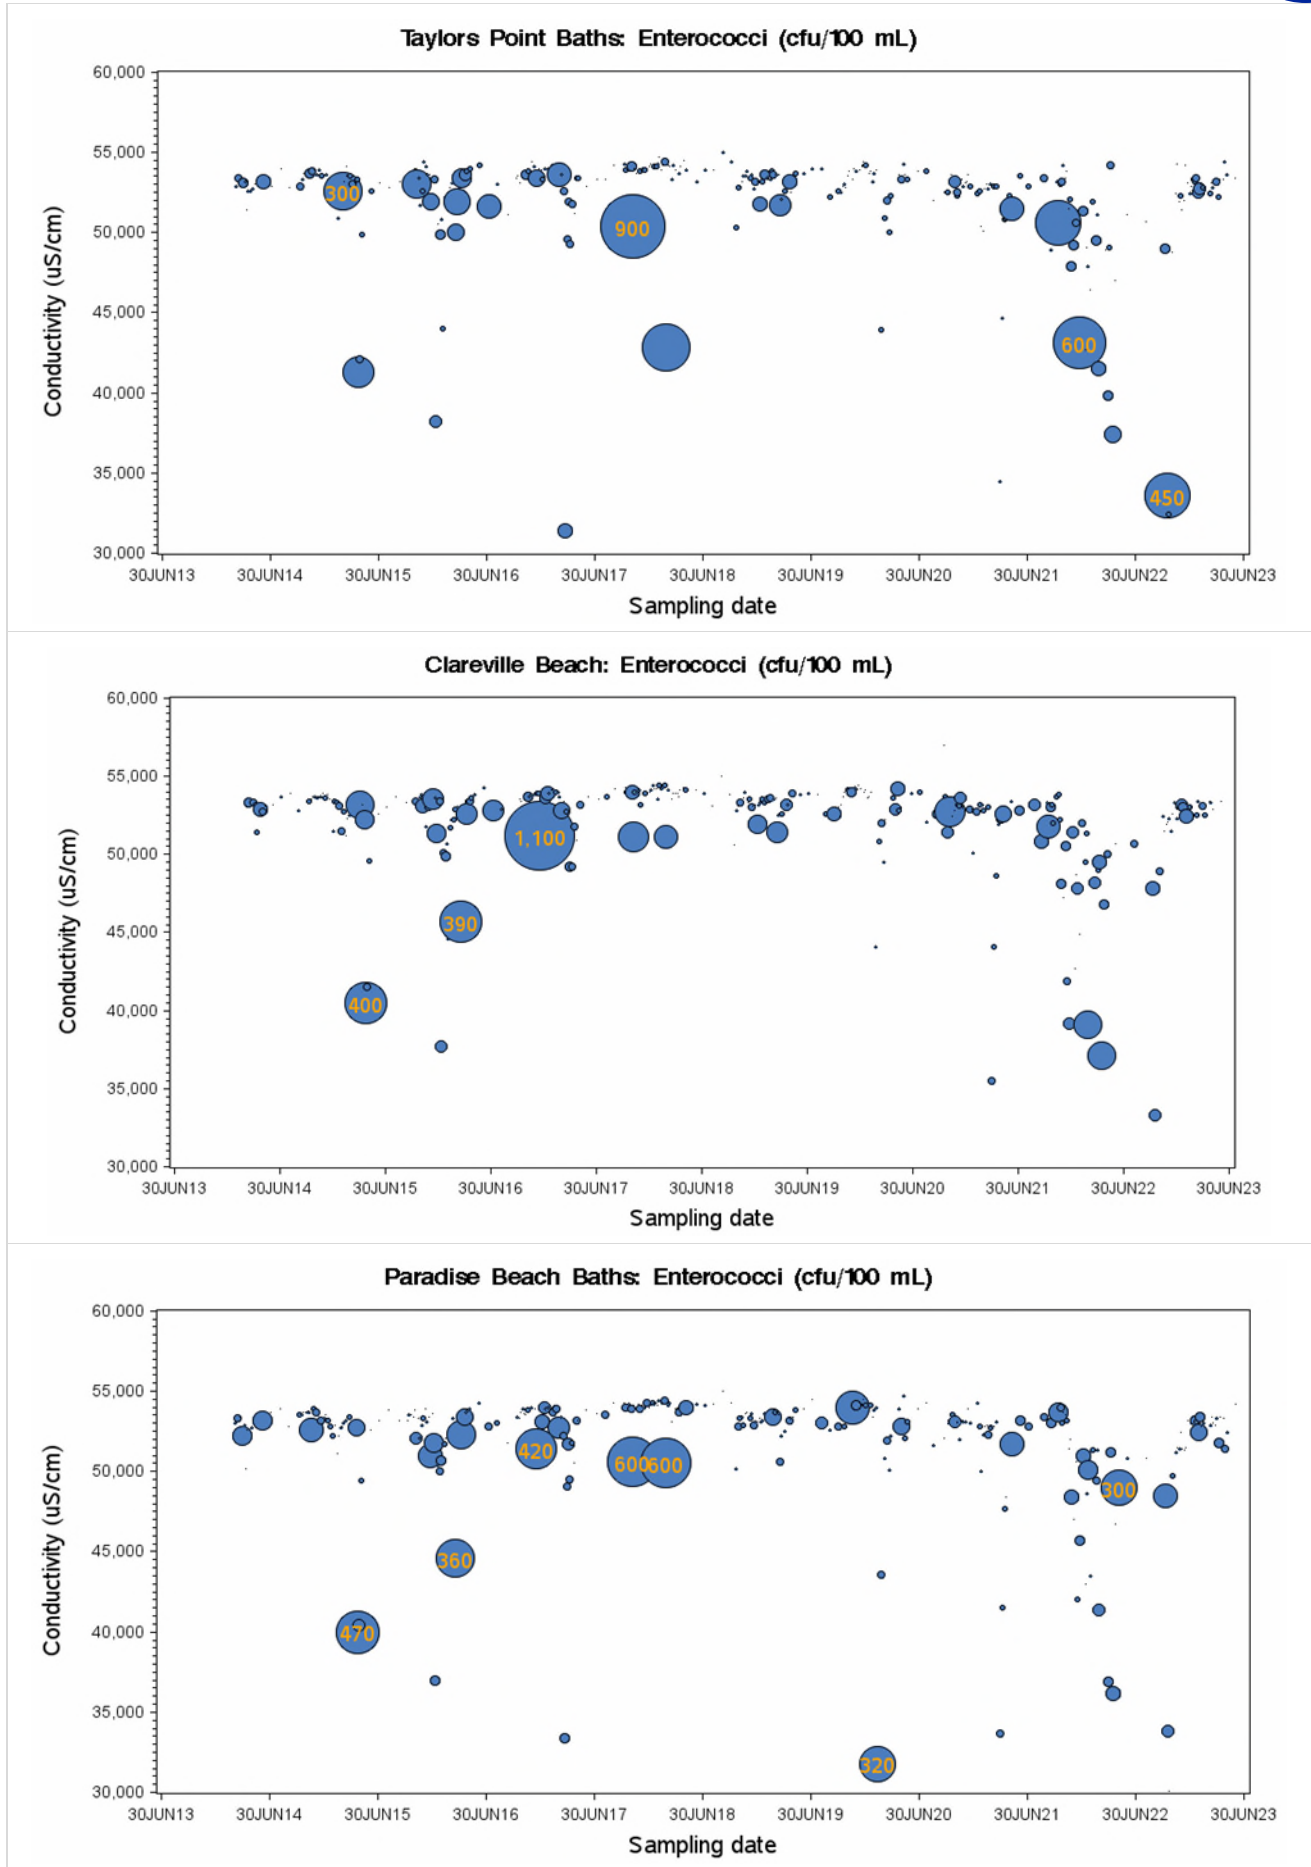 Taylors Point Baths: Enterococci (cfu/100 mL)
60,000
55,000
300
900
50,000
Conductivity (uS/cm)
45,000
600
40,000
35,000
450
30,000
30JUN13 30JUN14 30JUN15 30JUN16 30JUN17 30JUN18 30JUN19 30JUN20 30JUN21 30JUN22 30JUN23
Sampling date
Clareville Beach: Enterococci (cfu/100 mL)
60,000
55,000
1,100
50,000
Conductivity (uS/cm)
390
45,000
400
40,000
35,000
30,000
30JUN13 30JUN14 30JUN15 30JUN16 30JUN17 30JUN18 30JUN19 30JUN20 30JUN21 30JUN22 30JUN23
Sampling date
Paradise Beach Baths: Enterococci (cfu/100 mL)
60,000
55,000
420
600 600
50,000
300
Conductivity (uS/cm)
45,000
360
470
40,000
35,000
320
30,000
30JUN13 30JUN14 30JUN15 30JUN16 30JUN17 30JUN18 30JUN19 30JUN20 30JUN21 30JUN22 30JUN23
Sampling date